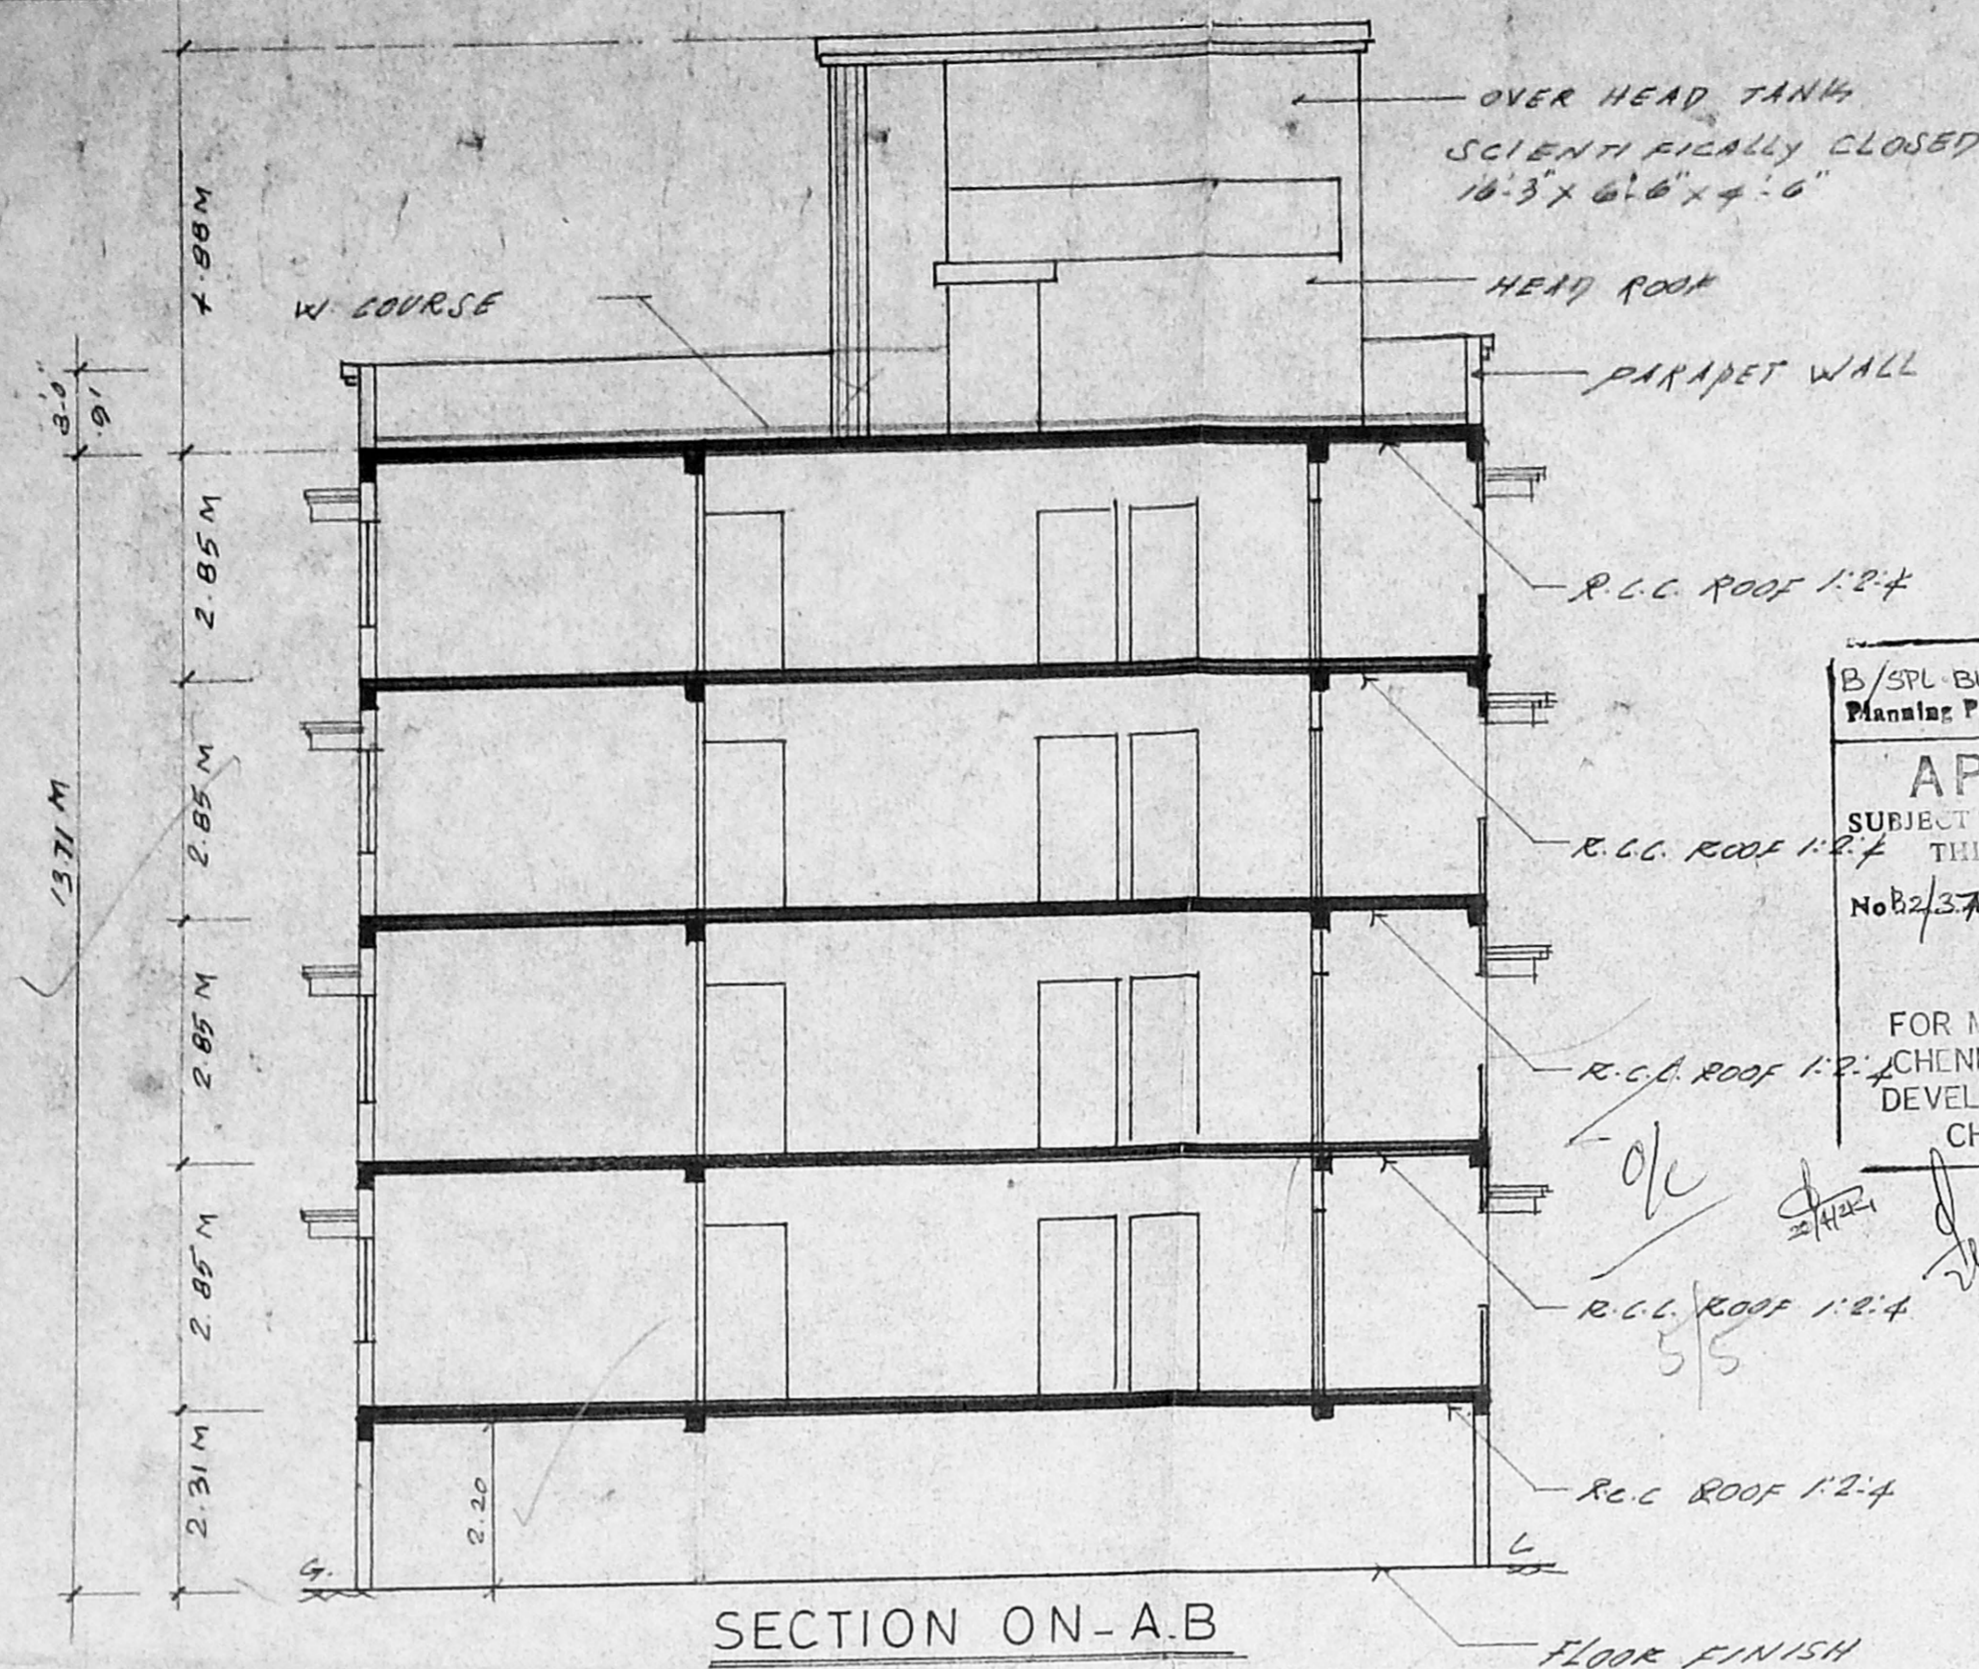 OVER HEAD TANK
SCIENTIFICALLY CLOSED
16'-3" X 6'-6" X 4'-6"
HEAD ROOM
W. COURSE
PARAPET WALL
4.88 M
3'-0"
.91
2.85 M
R.C.C. ROOF 1:2:4
B/SPL
Planning P
2.85 M
13.71 M
R.C.C. ROOF 1:2:4
AP
SUBJECT
THI
No B2/37
2.85 M
R.C.C. ROOF 1:2:4
FOR M
CHENN
DEVEL
CH
O/C
2.85 M
R.C.C. ROOF 1:2:4
5/5
2.31 M
2.20
R.C.C ROOF 1:2:4
G.
L
SECTION ON-A.B
FLOOR FINISH